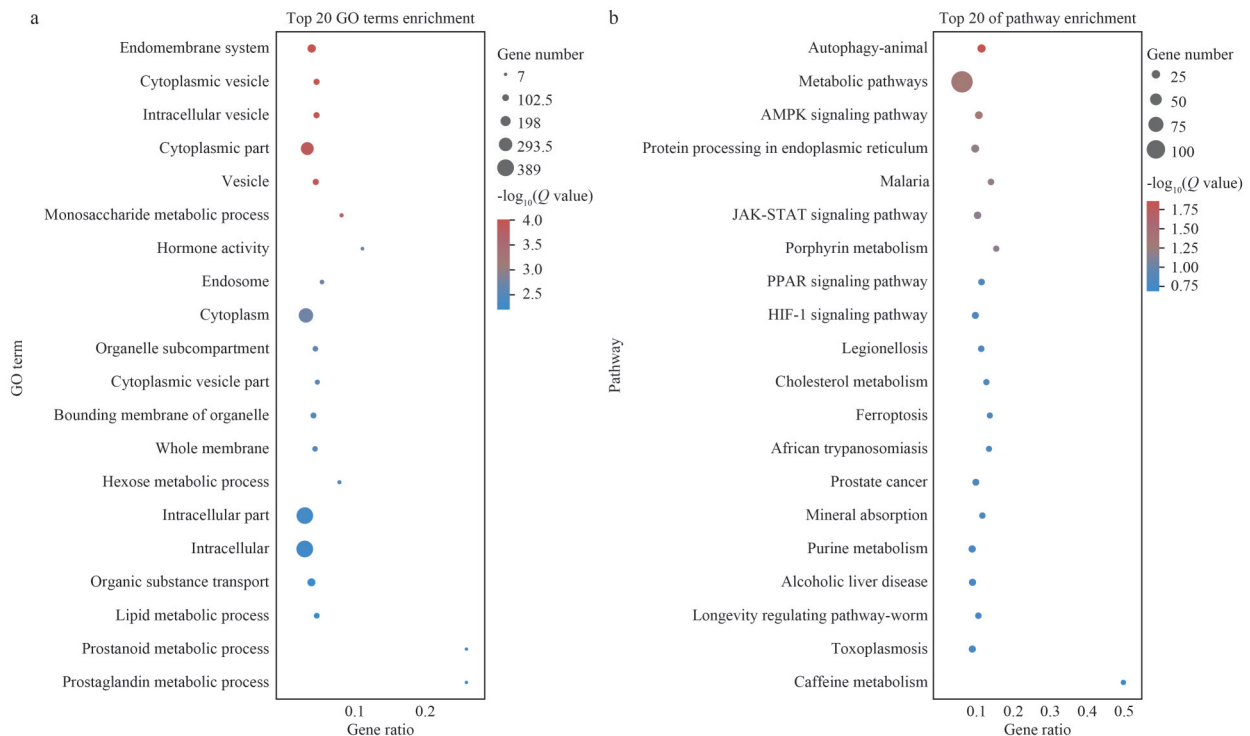 a
Top 20 GO terms enrichment
Endomembrane system
Cytoplasmic vesicle
Intracellular vesicle
Cytoplasmic part
Vesicle
Monosaccharide metabolic process
Hormone activity
Endosome
Cytoplasm
Organelle subcompartment
Cytoplasmic vesicle part
Bounding membrane of organelle
Whole membrane
Hexose metabolic process
Intracellular part
Intracellular
Organic substance transport
Lipid metabolic process
Prostanoid metabolic process
Prostaglandin metabolic process
GO term
0.1 0.2
Gene ratio
Gene number
7
102.5
198
293.5
389
-log10(Q value)
4.0
3.5
3.0
2.5
b
Top 20 of pathway enrichment
Autophagy-animal
Metabolic pathways
AMPK signaling pathway
Protein processing in endoplasmic reticulum
Malaria
JAK-STAT signaling pathway
Porphyrin metabolism
PPAR signaling pathway
HIF-1 signaling pathway
Legionellosis
Cholesterol metabolism
Ferroptosis
African trypanosomiasis
Prostate cancer
Mineral absorption
Purine metabolism
Alcoholic liver disease
Longevity regulating pathway-worm
Toxoplasmosis
Caffeine metabolism
Pathway
0.1 0.2 0.3 0.4 0.5
Gene ratio
Gene number
25
50
75
100
-log10(Q value)
1.75
1.50
1.25
1.00
0.75